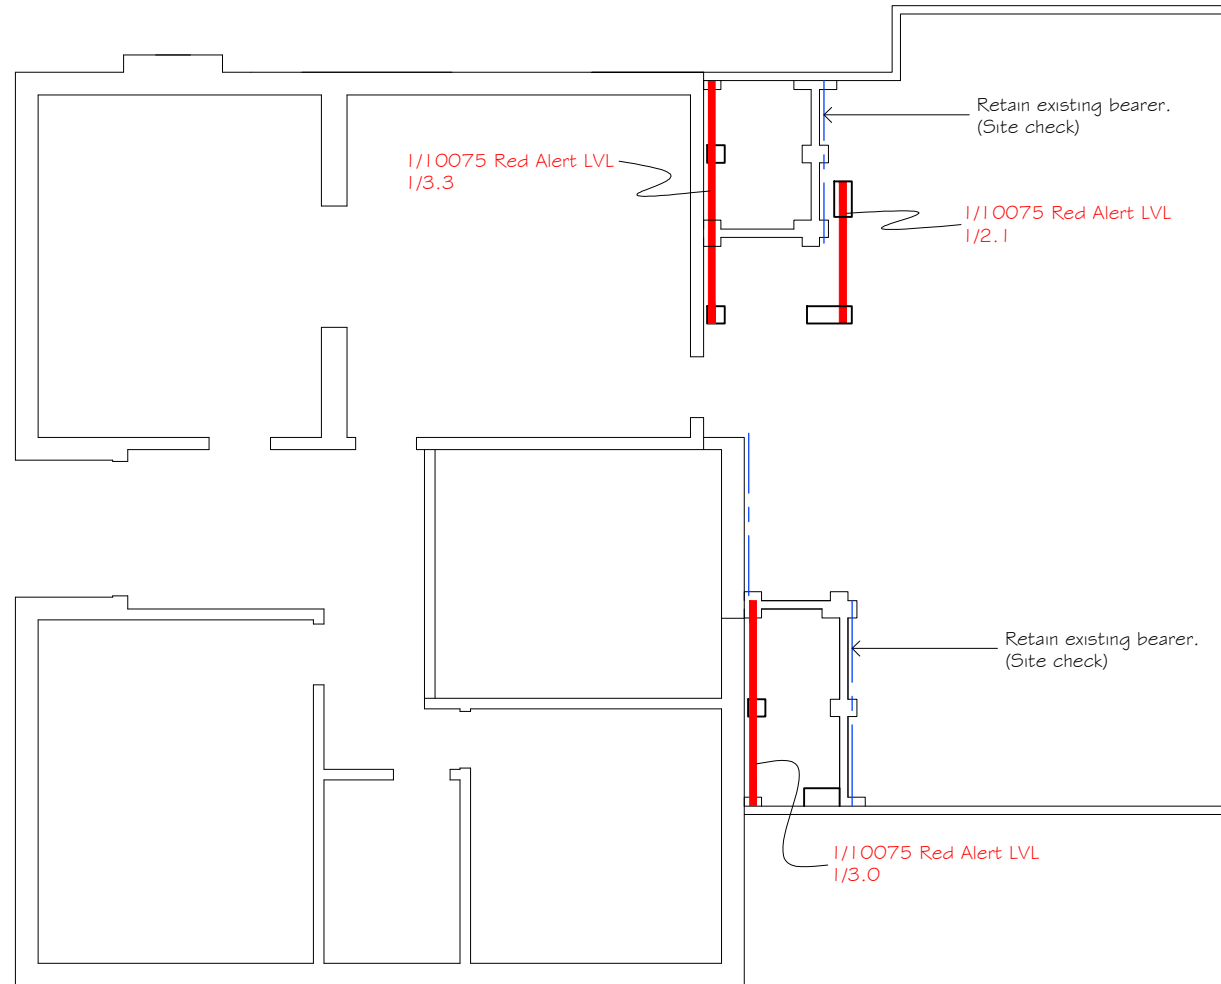 Retain existing bearer.
(Site check)
1/10075 Red Alert LVL
1/3.3
1/10075 Red Alert LVL
1/2.1
Retain existing bearer.
(Site check)
1/10075 Red Alert LVL
1/3.0